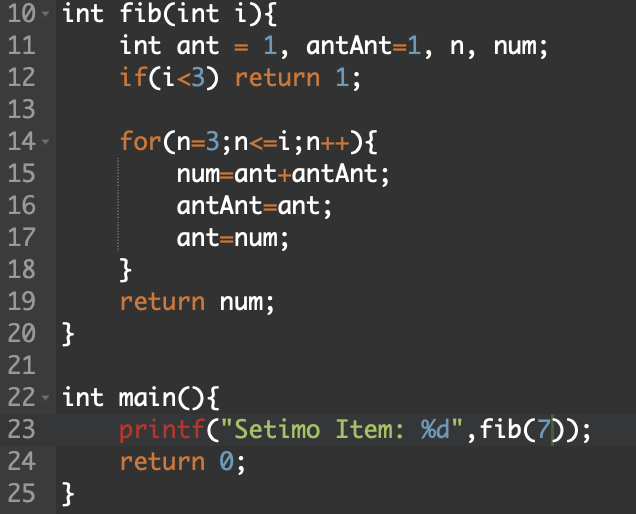 10 int fib(int i){
11     int ant = 1, antAnt=1, n, num;
12     if(i<3) return 1;
13
14     for(n=3;n<=i;n++){
15         num=ant+antAnt;
16         antAnt=ant;
17         ant=num;
18     }
19     return num;
20 }
21
22 int main(){
23     printf("Setimo Item: %d",fib(7));
24     return 0;
25 }